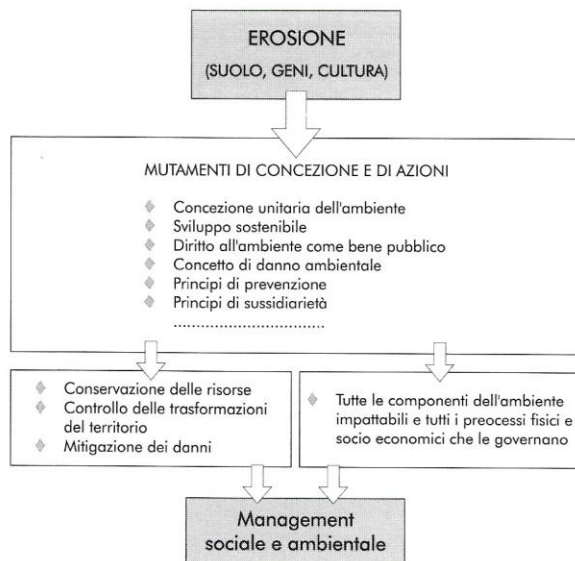 EROSIONE
(SUOLO, GENI, CULTURA)
MUTAMENTI DI CONCEZIONE E DI AZIONI
Concezione unitaria dell'ambiente
Sviluppo sostenibile
Diritto all'ambiente come bene pubblico
Concetto di danno ambientale
Principi di prevenzione
Principi di sussidiarietà
................................
Conservazione delle risorse
Controllo delle trasformazioni
del territorio
Mitigazione dei danni
Tutte le componenti dell'ambiente
impattabili e tutti i preocessi fisici e
socio economici che le governano
Management
sociale e ambientale